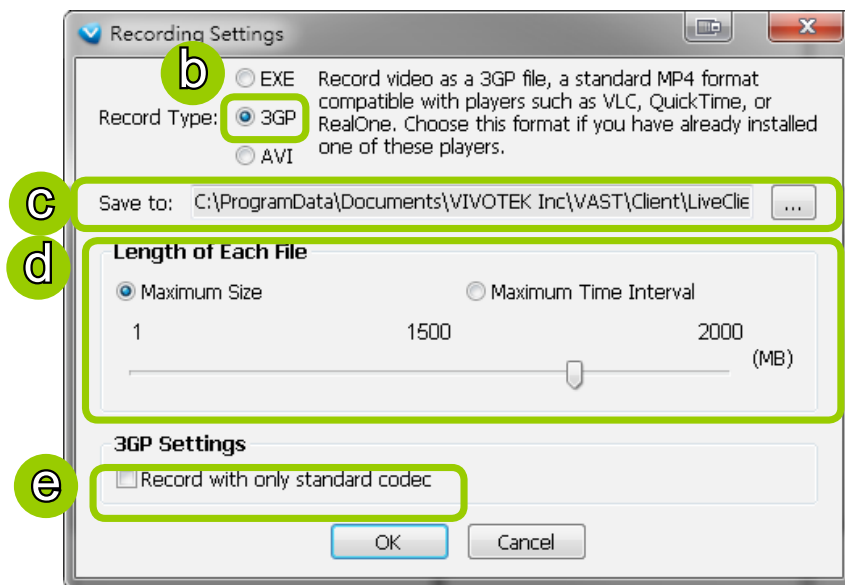 Recording Settings
b
EXE
Record Type:
3GP
AVI
Record video as a 3GP file, a standard MP4 format
compatible with players such as VLC, QuickTime, or
RealOne. Choose this format if you have already installed
one of these players.
c
Save to: C:\ProgramData\Documents\VIVOTEK Inc\VAST\Client\LiveClie ...
d
Length of Each File
Maximum Size Maximum Time Interval
1 1500 2000
(MB)
3GP Settings
e
Record with only standard codec
OK Cancel